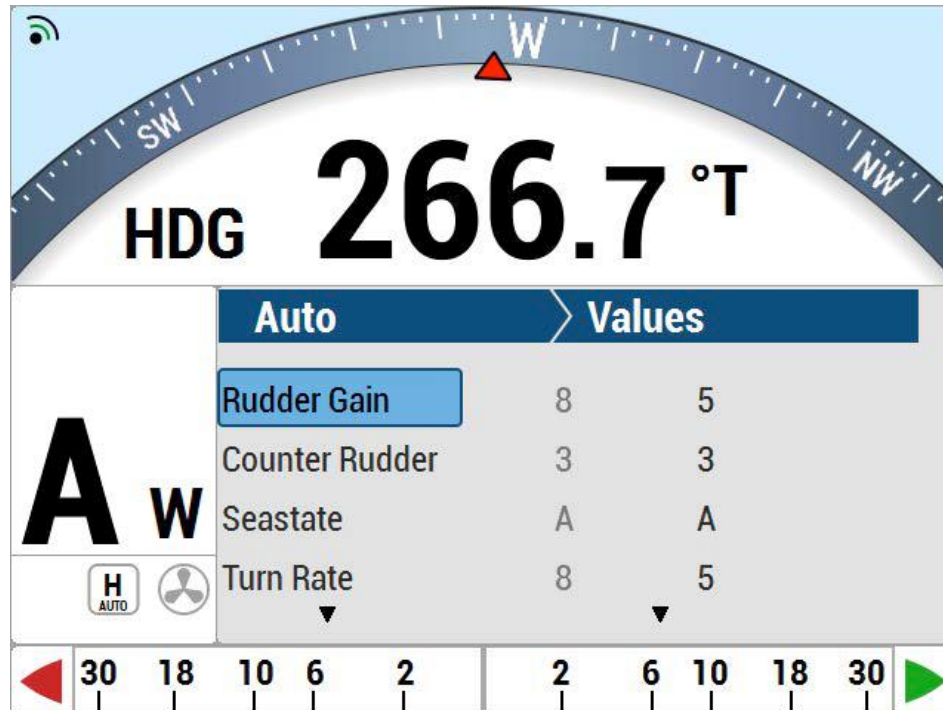 SW W NW
HDG 266.7 °T
Auto Values
Rudder Gain 8 5
Counter Rudder 3 3
Seastate A A
Turn Rate 8 5
A W
H
AUTO
30 18 10 6 2 2 6 10 18 30